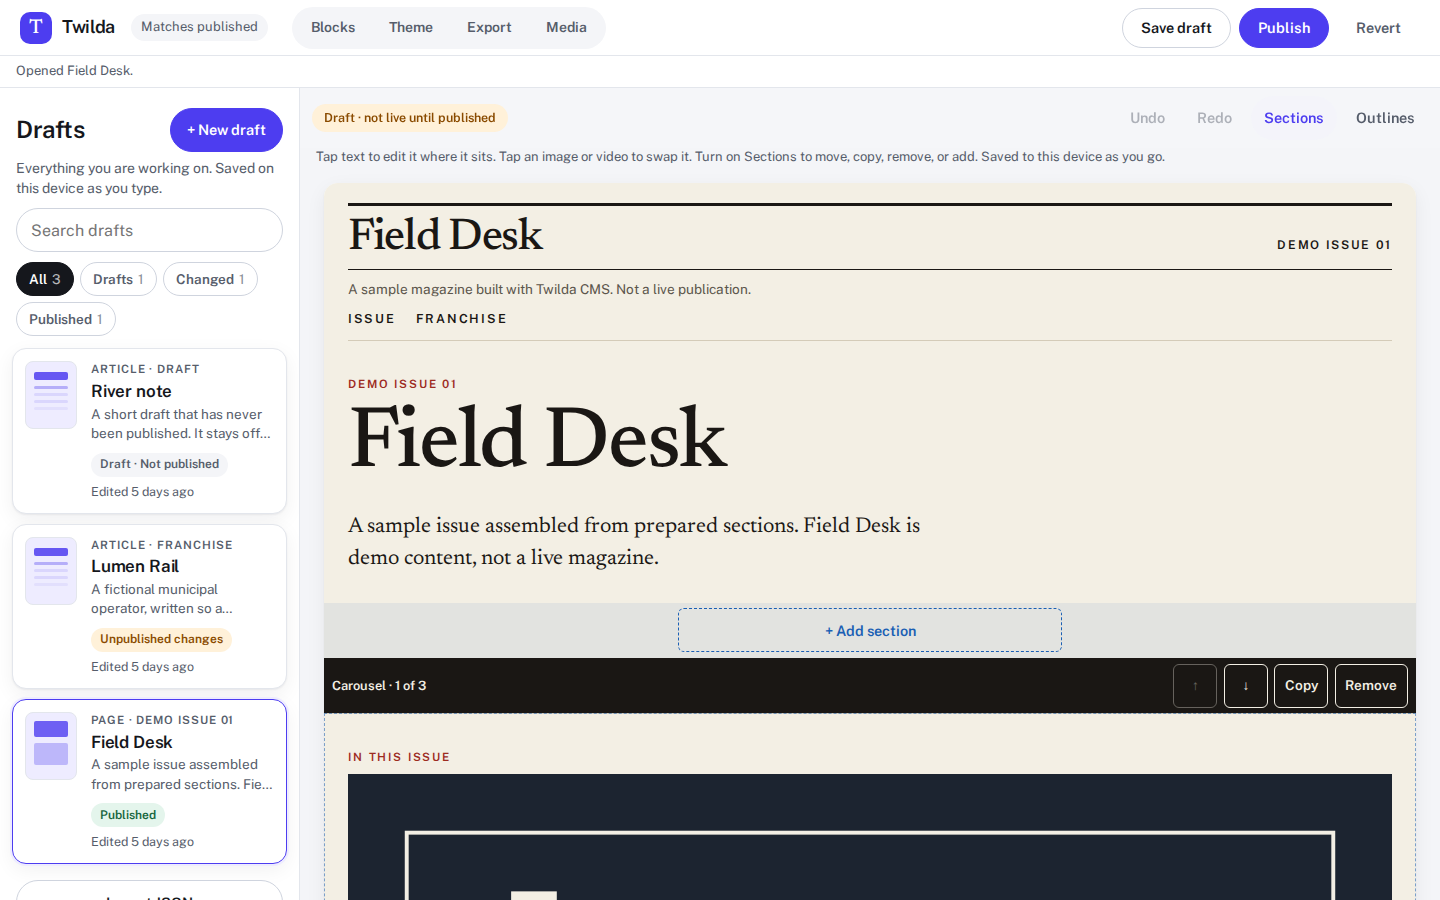 T Twilda Matches published Blocks Theme Export Media Save draft Publish Revert
Opened Field Desk.
Drafts
+ New draft
Everything you are working on. Saved on
this device as you type.
Search drafts
All 3 Drafts 1 Changed 1
Published 1
ARTICLE · DRAFT
River note
A short draft that has never
been published. It stays off...
Draft · Not published
Edited 5 days ago
ARTICLE · FRANCHISE
Lumen Rail
A fictional municipal
operator, written so a...
Unpublished changes
Edited 5 days ago
PAGE · DEMO ISSUE 01
Field Desk
A sample issue assembled
from prepared sections. Fie...
Published
Edited 5 days ago
Draft · not live until published
Undo Redo Sections Outlines
Tap text to edit it where it sits. Tap an image or video to swap it. Turn on Sections to move, copy, remove, or add. Saved to this device as you go.
Field Desk
DEMO ISSUE 01
A sample magazine built with Twilda CMS. Not a live publication.
ISSUE FRANCHISE
DEMO ISSUE 01
Field Desk
A sample issue assembled from prepared sections. Field Desk is
demo content, not a live magazine.
+ Add section
Carousel · 1 of 3
↑ ↓ Copy Remove
IN THIS ISSUE